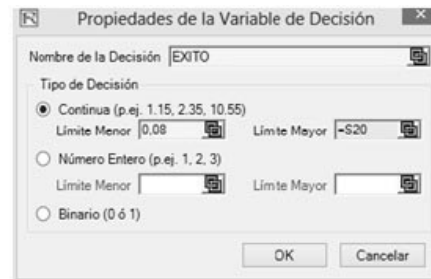 Propiedades de la Variable de Decisión
Nombre de la Decisión EXITO
Tipo de Decisión
Continua (p.ej. 1.15, 2.35, 10.55)
Límite Menor 0,08 Límite Mayor =S20
Número Entero (p.ej. 1, 2, 3)
Límite Menor Límite Mayor
Binario (0 ó 1)
OK Cancelar